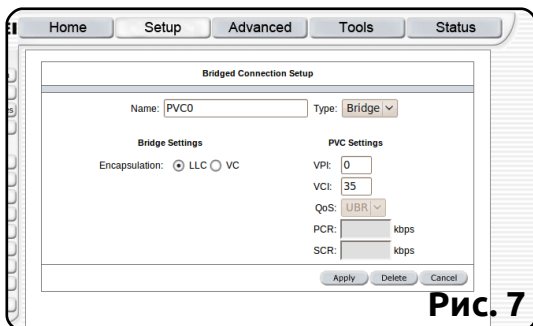 EI Home Setup Advanced Tools Status
Bridged Connection Setup
Name: PVC0 Type: Bridge
Bridge Settings PVC Settings
Encapsulation: LLC VC VPI: 0
VCI: 35
QoS: UBR
PCR: kbps
SCR: kbps
Apply Delete Cancel
Рис. 7